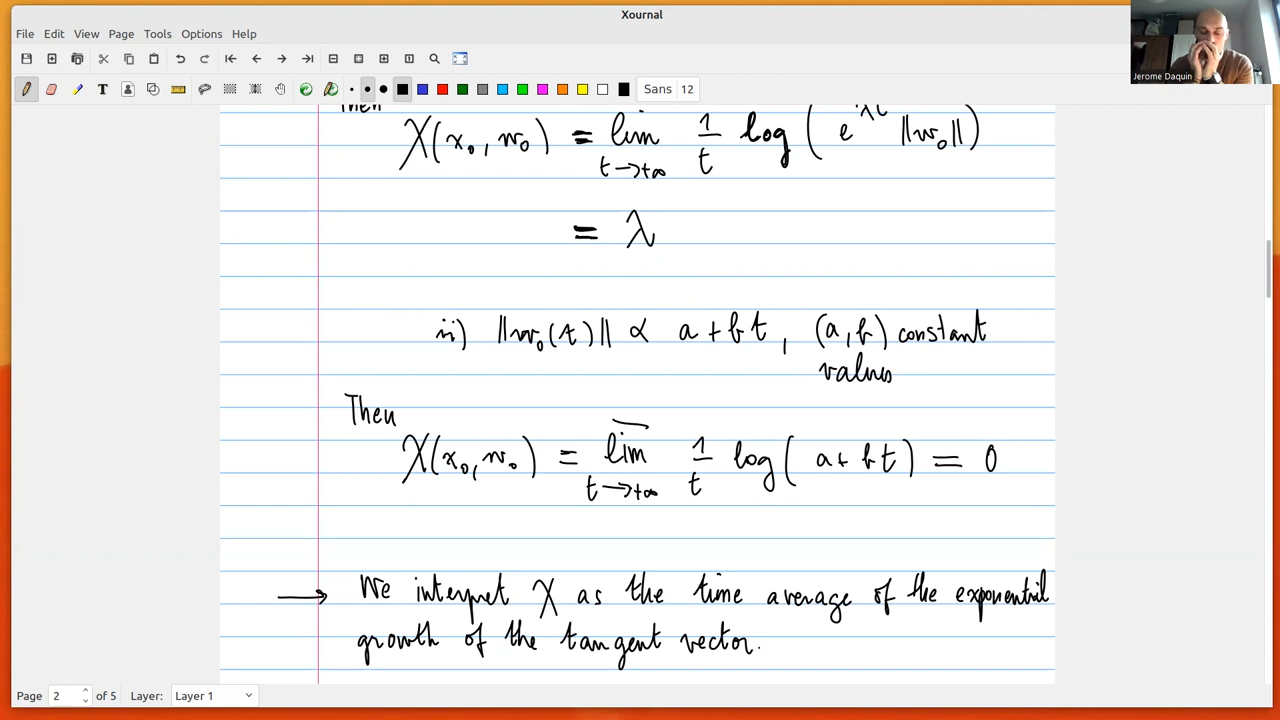 Xournal
File Edit View Page Tools Options Help
Jerome Daquin
Sans 12
Then
χ(x₀, w₀) = lim t→+∞ 1/t log( e^{λt} ‖w₀‖)
= λ
ii) ‖w₀(t)‖ ∝ a + b t , (a, b) constant
values
Then
χ(x₀, w₀) = lim t→+∞ 1/t log( a + b t) = 0
→ We interpret χ as the time average of the exponential
growth of the tangent vector.
Page 2 of 5 Layer: Layer 1